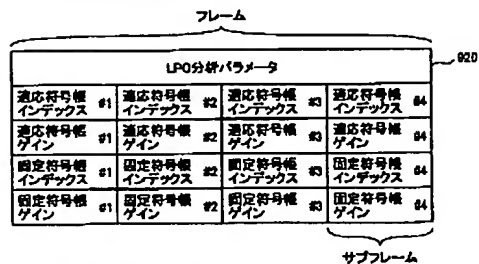 フレーム
LPC分析パラメータ
920
適応符号帳 適応符号帳 適応符号帳 適応符号帳
インデックス #1 インデックス #2 インデックス #3 インデックス #4
適応符号帳 適応符号帳 適応符号帳 適応符号帳
ゲイン #1 ゲイン #2 ゲイン #3 ゲイン #4
固定符号帳 固定符号帳 固定符号帳 固定符号帳
インデックス #1 インデックス #2 インデックス #3 インデックス #4
固定符号帳 固定符号帳 固定符号帳 固定符号帳
ゲイン #1 ゲイン #2 ゲイン #3 ゲイン #4
サブフレーム